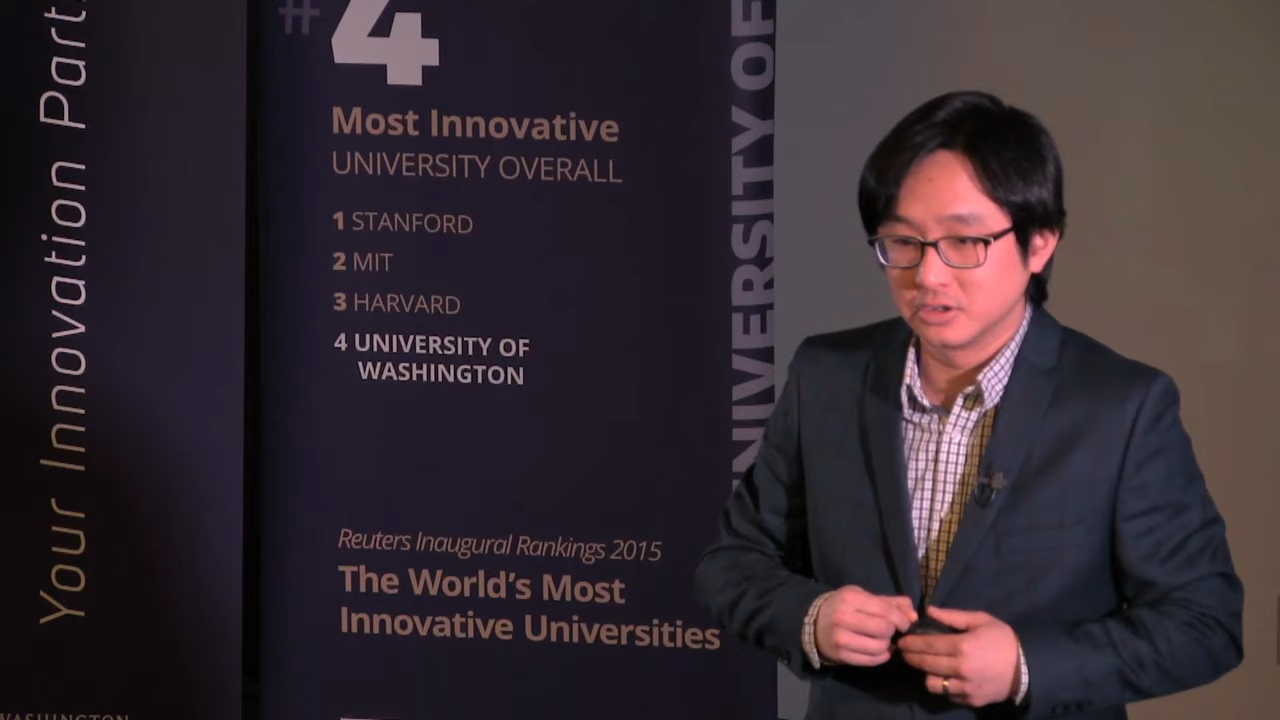 Your Innovation Part
#4
Most Innovative
UNIVERSITY OVERALL
1 STANFORD
2 MIT
3 HARVARD
4 UNIVERSITY OF
WASHINGTON
Reuters Inaugural Rankings 2015
The World's Most
Innovative Universities
UNIVERSITY OF
WASHINGTON